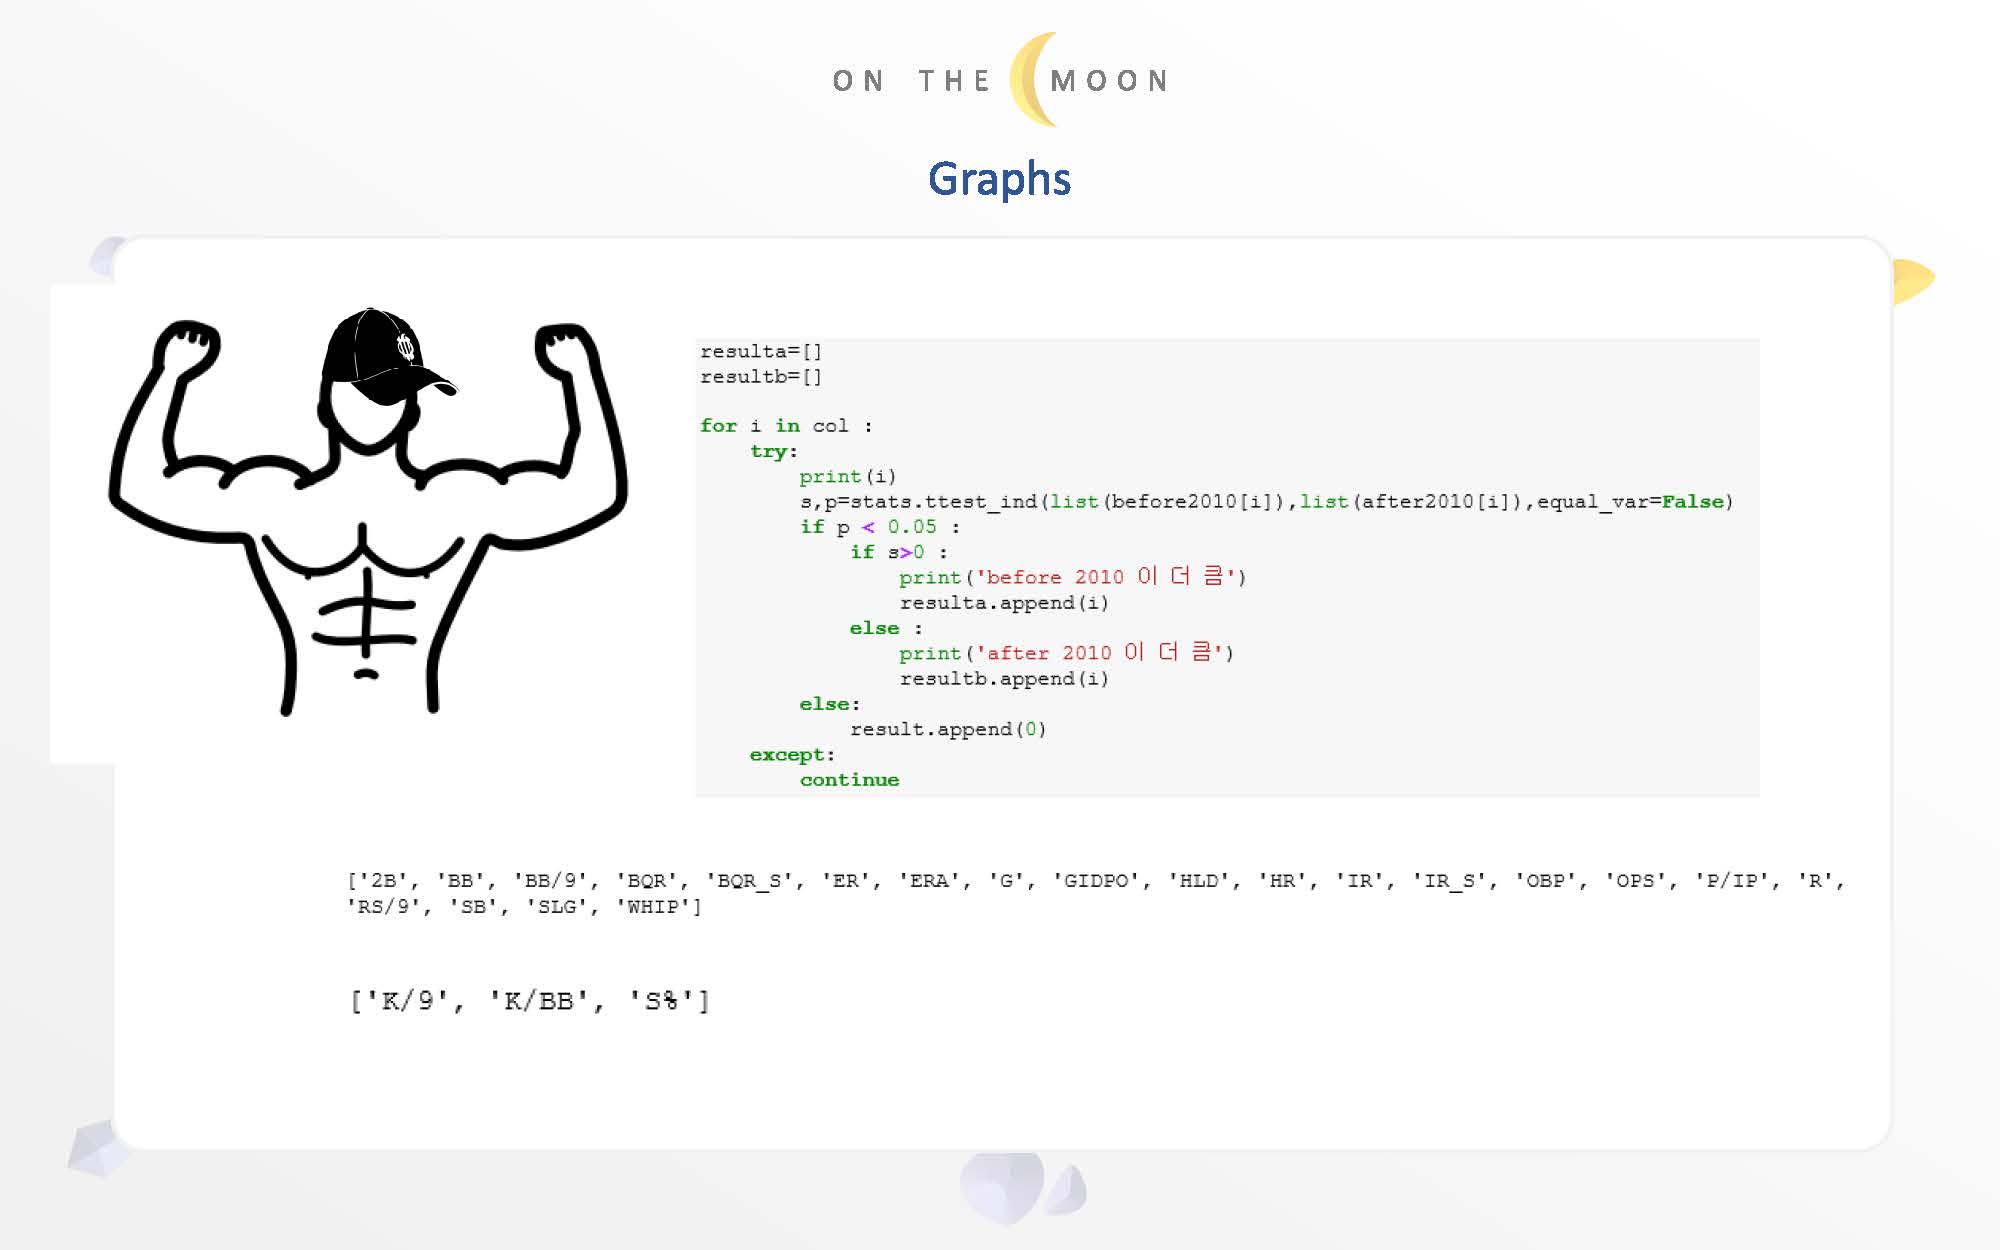 ON THE MOON
Graphs
resulta=[]
resultb=[]
for i in col :
    try:
        print(i)
        s,p=stats.ttest_ind(list(before2010[i]),list(after2010[i]),equal_var=False)
        if p < 0.05 :
            if s>0 :
                print('before 2010 이 더 큼')
                resulta.append(i)
            else :
                print('after 2010 이 더 큼')
                resultb.append(i)
        else:
            result.append(0)
    except:
        continue
['2B', 'BB', 'BB/9', 'BQR', 'BQR_S', 'ER', 'ERA', 'G', 'GIDPO', 'HLD', 'HR', 'IR', 'IR_S', 'OBP', 'OPS', 'P/IP', 'R',
'RS/9', 'SB', 'SLG', 'WHIP']
['K/9', 'K/BB', 'S%']